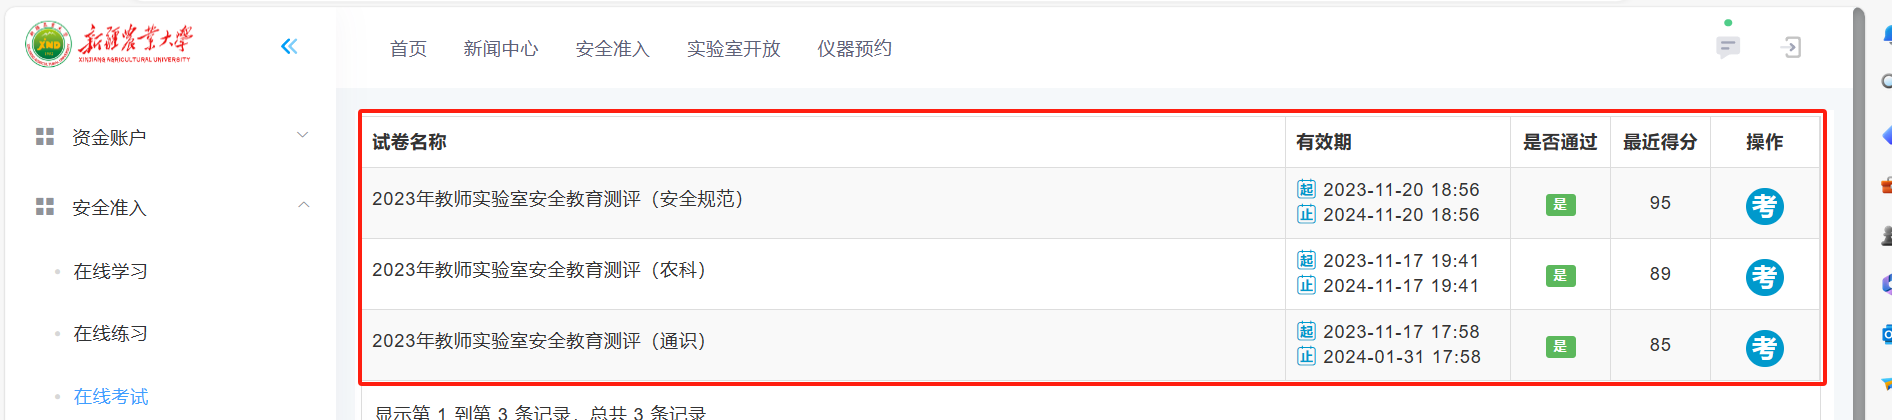 新疆农业大学
XINJIANG AGRICULTURAL UNIVERSITY
首页 新闻中心 安全准入 实验室开放 仪器预约
资金账户
安全准入
在线学习
在线练习
在线考试
试卷名称 有效期 是否通过 最近得分 操作
2023年教师实验室安全教育测评（安全规范） 起 2023-11-20 18:56 是 95 考
止 2024-11-20 18:56
2023年教师实验室安全教育测评（农科） 起 2023-11-17 19:41 是 89 考
止 2024-11-17 19:41
2023年教师实验室安全教育测评（通识） 起 2023-11-17 17:58 是 85 考
止 2024-01-31 17:58
显示第 1 到第 3 条记录，总共 3 条记录